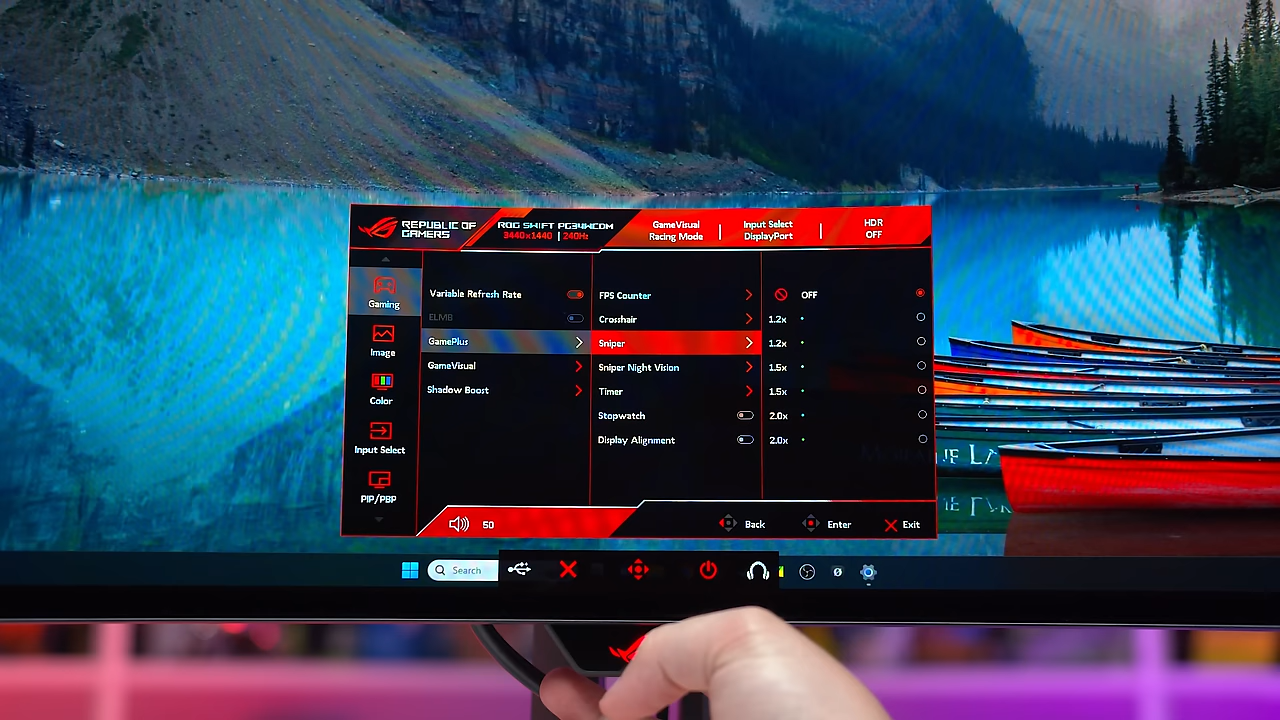 REPUBLIC OF
GAMERS
ROG SWIFT PG34WCDM
3440x1440 | 240Hz
GameVisual
Racing Mode
Input Select
DisplayPort
HDR
OFF
Gaming
Image
Color
Input Select
PIP/PBP
Variable Refresh Rate
ELMB
GamePlus
GameVisual
Shadow Boost
FPS Counter
Crosshair
Sniper
Sniper Night Vision
Timer
Stopwatch
Display Alignment
OFF
1.2x
1.2x
1.5x
1.5x
2.0x
2.0x
50
Back
Enter
Exit
Search